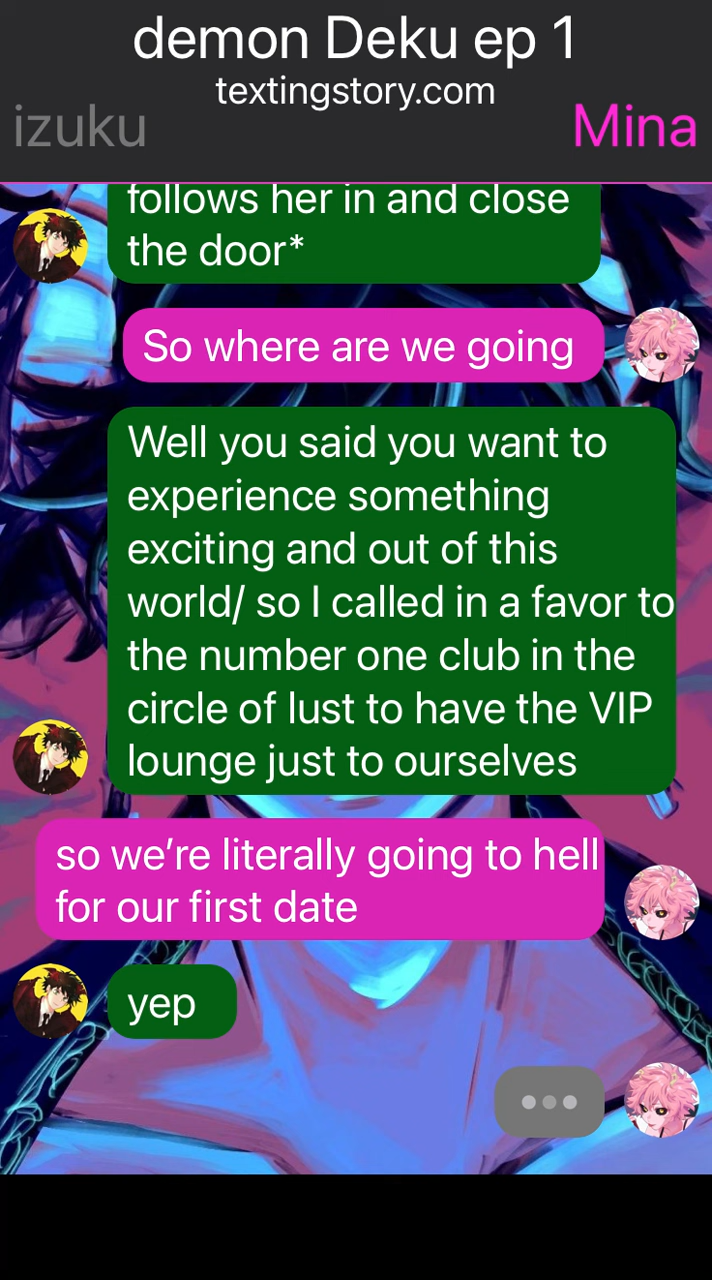 demon Deku ep 1
textingstory.com
izuku
Mina
follows her in and close
the door*
So where are we going
Well you said you want to
experience something
exciting and out of this
world/ so I called in a favor to
the number one club in the
circle of lust to have the VIP
lounge just to ourselves
so we’re literally going to hell
for our first date
yep